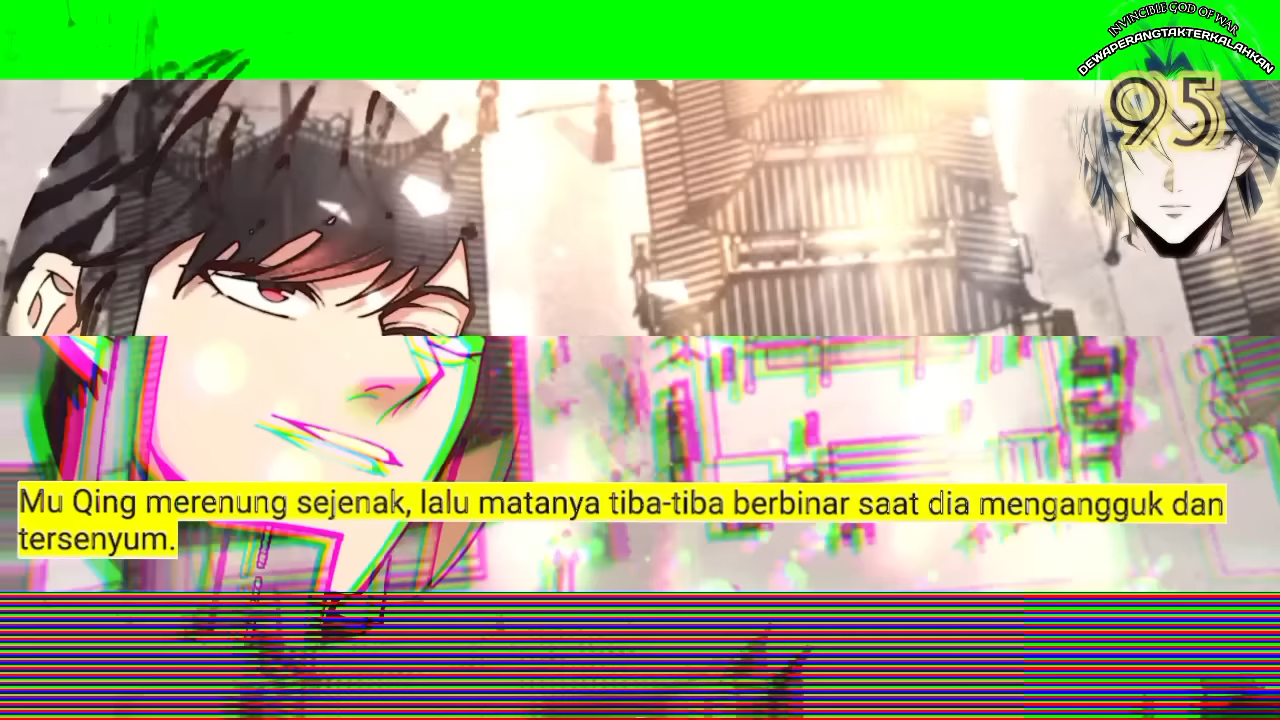 INVINCIBLE GOD OF WAR
DEWAPERANGTAKTERKALAHKAN
95
Mu Qing merenung sejenak, lalu matanya tiba-tiba berbinar saat dia mengangguk dan
tersenyum.